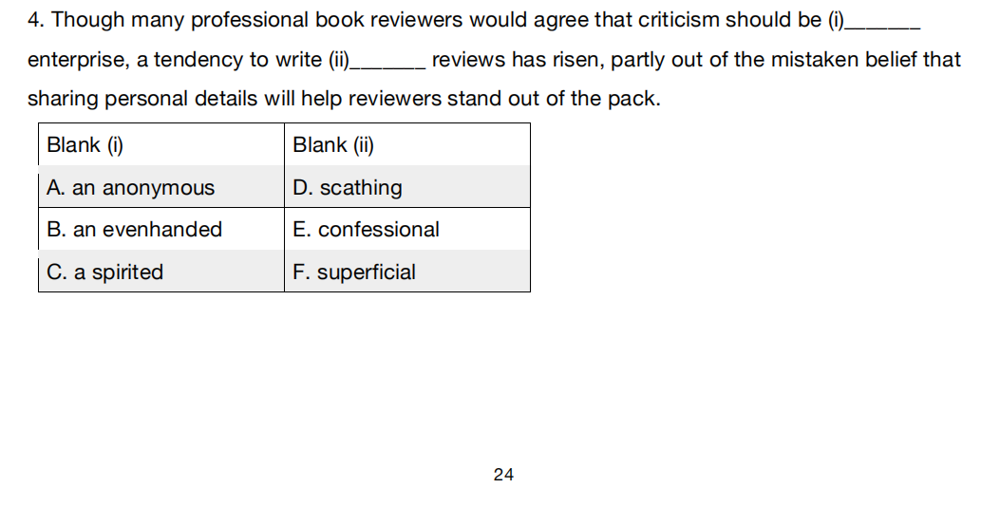 4. Though many professional book reviewers would agree that criticism should be (i)_______
enterprise, a tendency to write (ii)_______ reviews has risen, partly out of the mistaken belief that
sharing personal details will help reviewers stand out of the pack.
Blank (i) Blank (ii)
A. an anonymous D. scathing
B. an evenhanded E. confessional
C. a spirited F. superficial
24